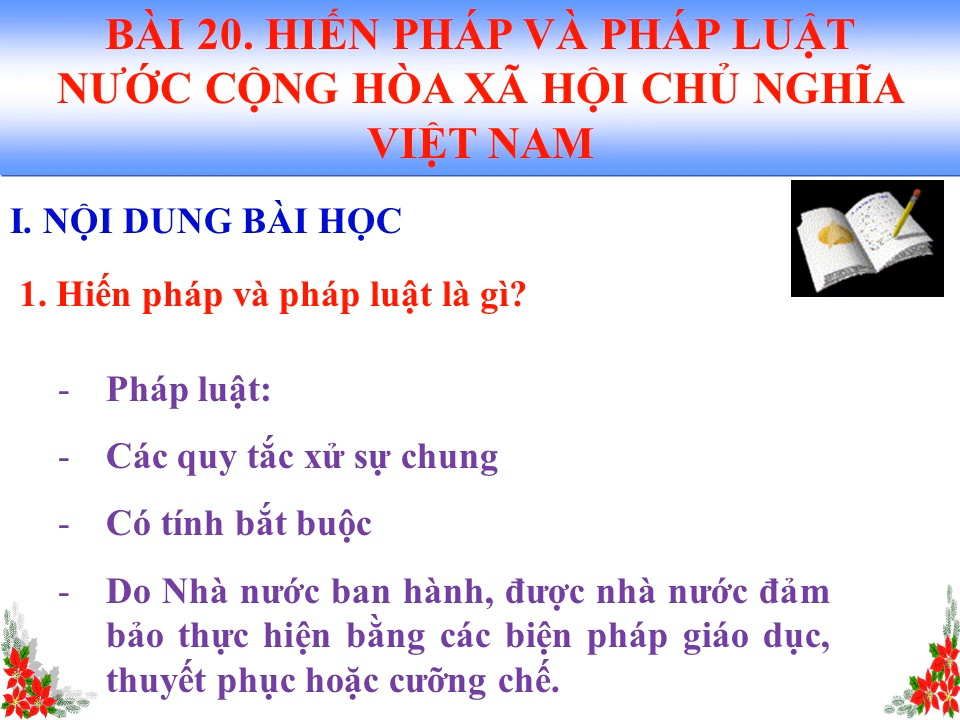 BÀI 20. HIẾN PHÁP VÀ PHÁP LUẬT
NƯỚC CỘNG HÒA XÃ HỘI CHỦ NGHĨA
VIỆT NAM
I. NỘI DUNG BÀI HỌC
1. Hiến pháp và pháp luật là gì?
- Pháp luật:
- Các quy tắc xử sự chung
- Có tính bắt buộc
- Do Nhà nước ban hành, được nhà nước đảm
bảo thực hiện bằng các biện pháp giáo dục,
thuyết phục hoặc cưỡng chế.